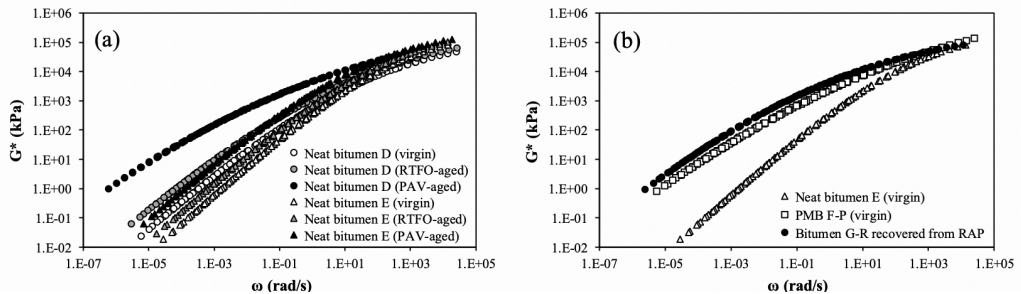 (a)
1.E+06
1.E+05
1.E+04
1.E+03
1.E+02
1.E+01
1.E+00
1.E-01
1.E-02
G* (kPa)
Neat bitumen D (virgin)
Neat bitumen D (RTFO-aged)
Neat bitumen D (PAV-aged)
Neat bitumen E (virgin)
Neat bitumen E (RTFO-aged)
Neat bitumen E (PAV-aged)
1.E-07 1.E-05 1.E-03 1.E-01 1.E+01 1.E+03 1.E+05
ω (rad/s)
(b)
1.E+06
1.E+05
1.E+04
1.E+03
1.E+02
1.E+01
1.E+00
1.E-01
1.E-02
G* (kPa)
Neat bitumen E (virgin)
PMB F-P (virgin)
Bitumen G-R recovered from RAP
1.E-07 1.E-05 1.E-03 1.E-01 1.E+01 1.E+03 1.E+05
ω (rad/s)